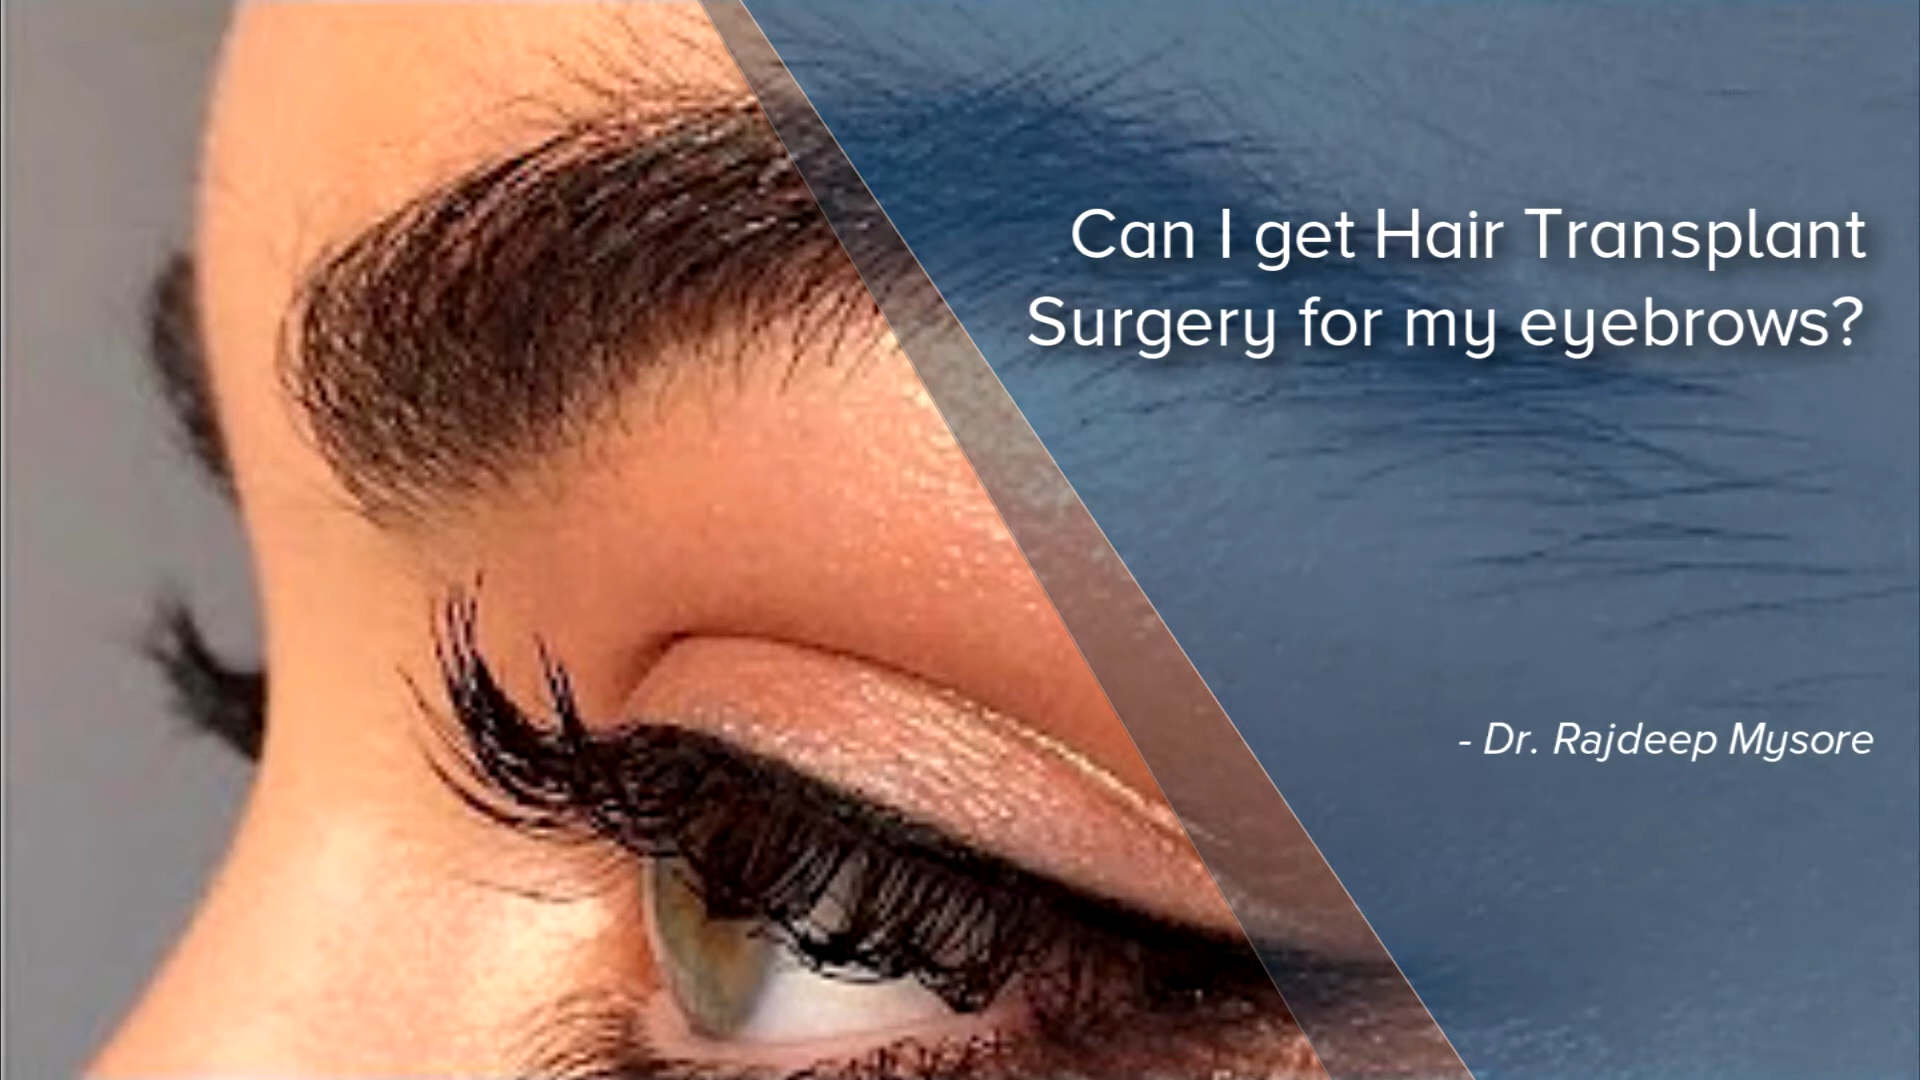 Can I get Hair Transplant
Surgery for my eyebrows?
- Dr. Rajdeep Mysore